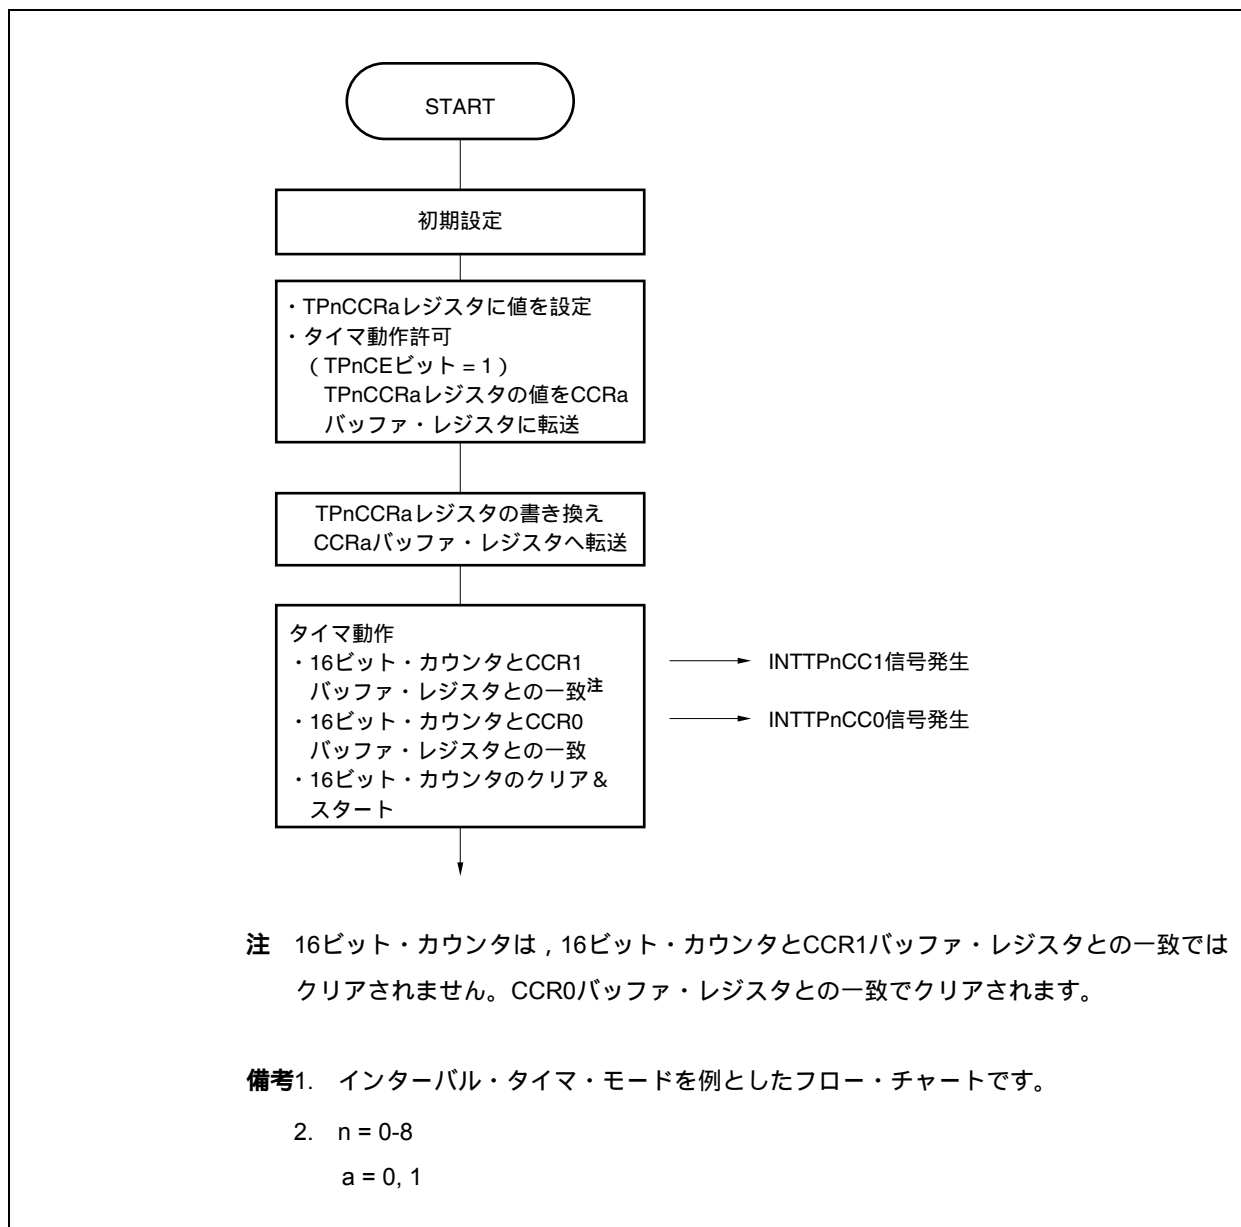 START
初期設定
・TPnCCRaレジスタに値を設定
・タイマ動作許可
（TPnCEビット = 1）
TPnCCRaレジスタの値をCCRa
バッファ・レジスタに転送
TPnCCRaレジスタの書き換え
CCRaバッファ・レジスタへ転送
タイマ動作
・16ビット・カウンタとCCR1
バッファ・レジスタとの一致注
・16ビット・カウンタとCCR0
バッファ・レジスタとの一致
・16ビット・カウンタのクリア＆
スタート
INTTPnCC1信号発生
INTTPnCC0信号発生
注 16ビット・カウンタは，16ビット・カウンタとCCR1バッファ・レジスタとの一致では
クリアされません。CCR0バッファ・レジスタとの一致でクリアされます。
備考1. インターバル・タイマ・モードを例としたフロー・チャートです。
2. n = 0-8
a = 0, 1